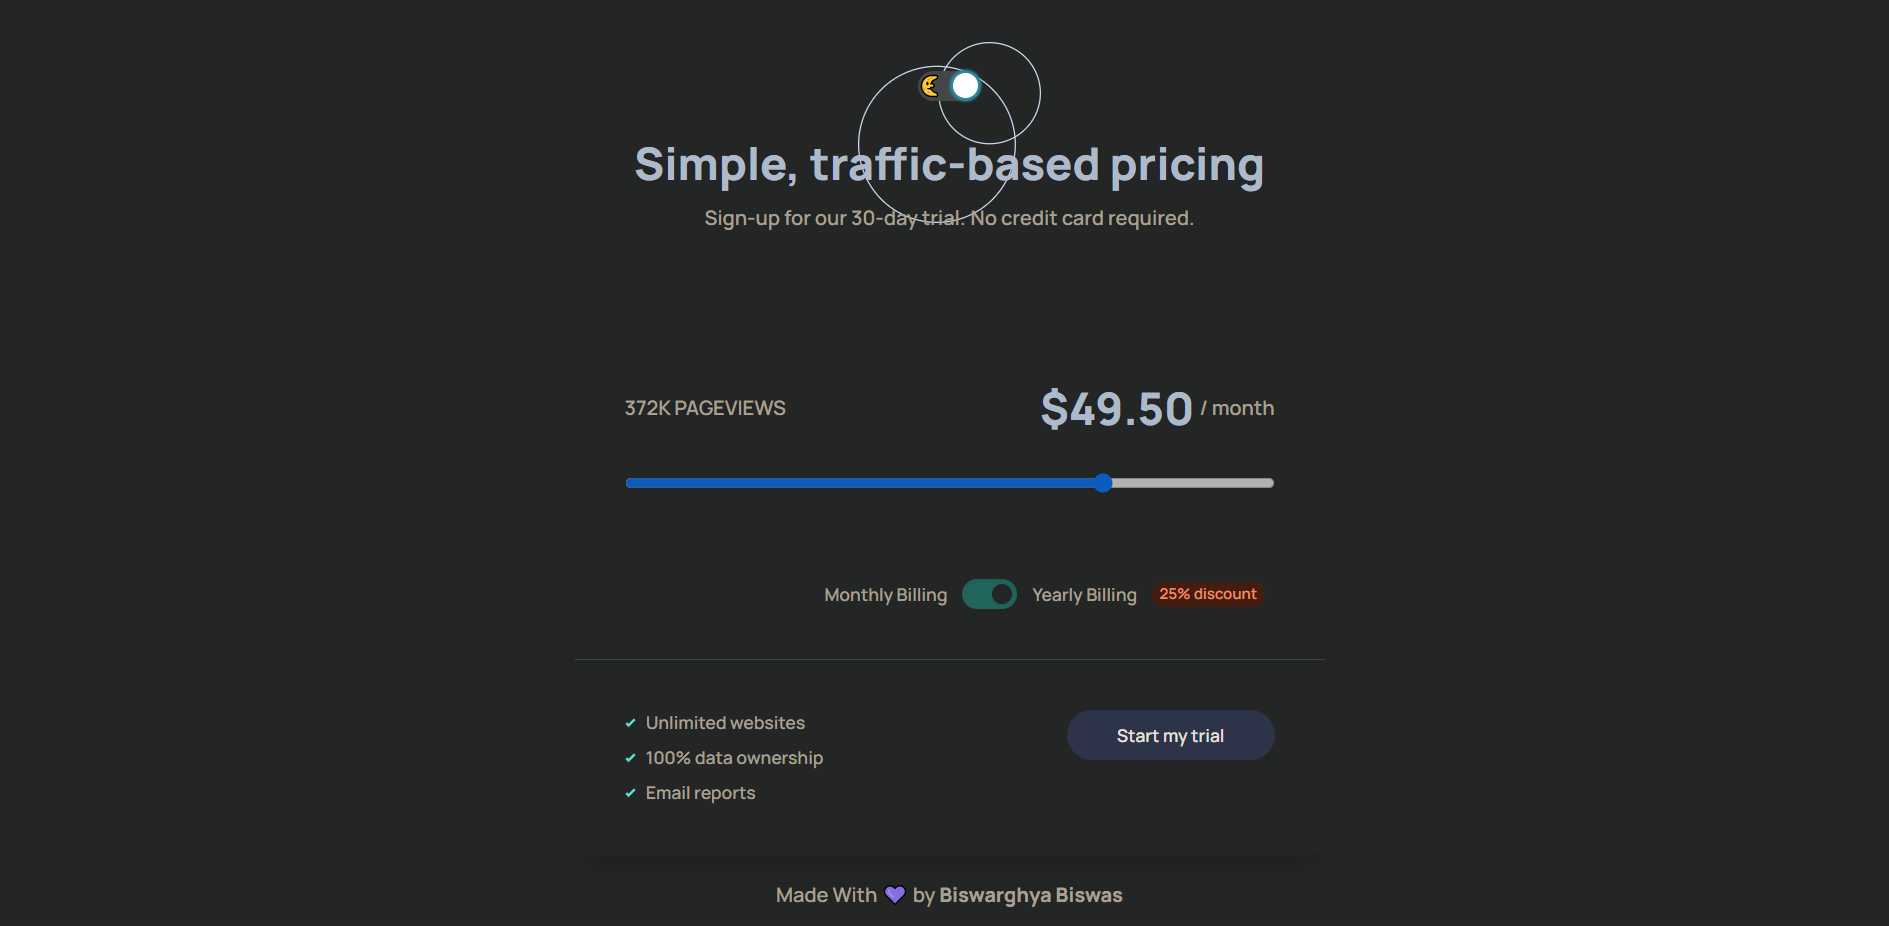 Simple, traffic-based pricing
Sign-up for our 30-day trial. No credit card required.
372K PAGEVIEWS
$49.50 / month
Monthly Billing
Yearly Billing
25% discount
Unlimited websites
100% data ownership
Email reports
Start my trial
Made With 💜 by Biswarghya Biswas